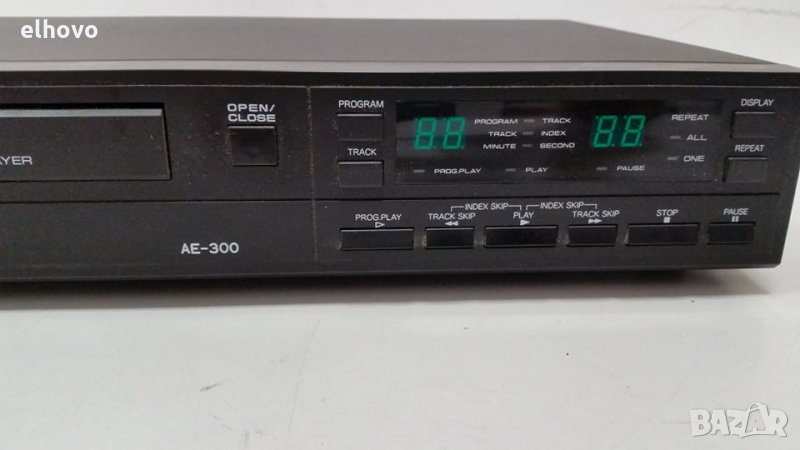 elhovo
OPEN/
CLOSE
AYER
AE-300
PROGRAM
TRACK
88
PROGRAM TRACK
TRACK INDEX
MINUTE SECOND
PROG.PLAY PLAY PAUSE
88
REPEAT
ALL
ONE
DISPLAY
REPEAT
INDEX SKIP INDEX SKIP
PROG.PLAY TRACK SKIP PLAY TRACK SKIP STOP PAUSE
BAZAR